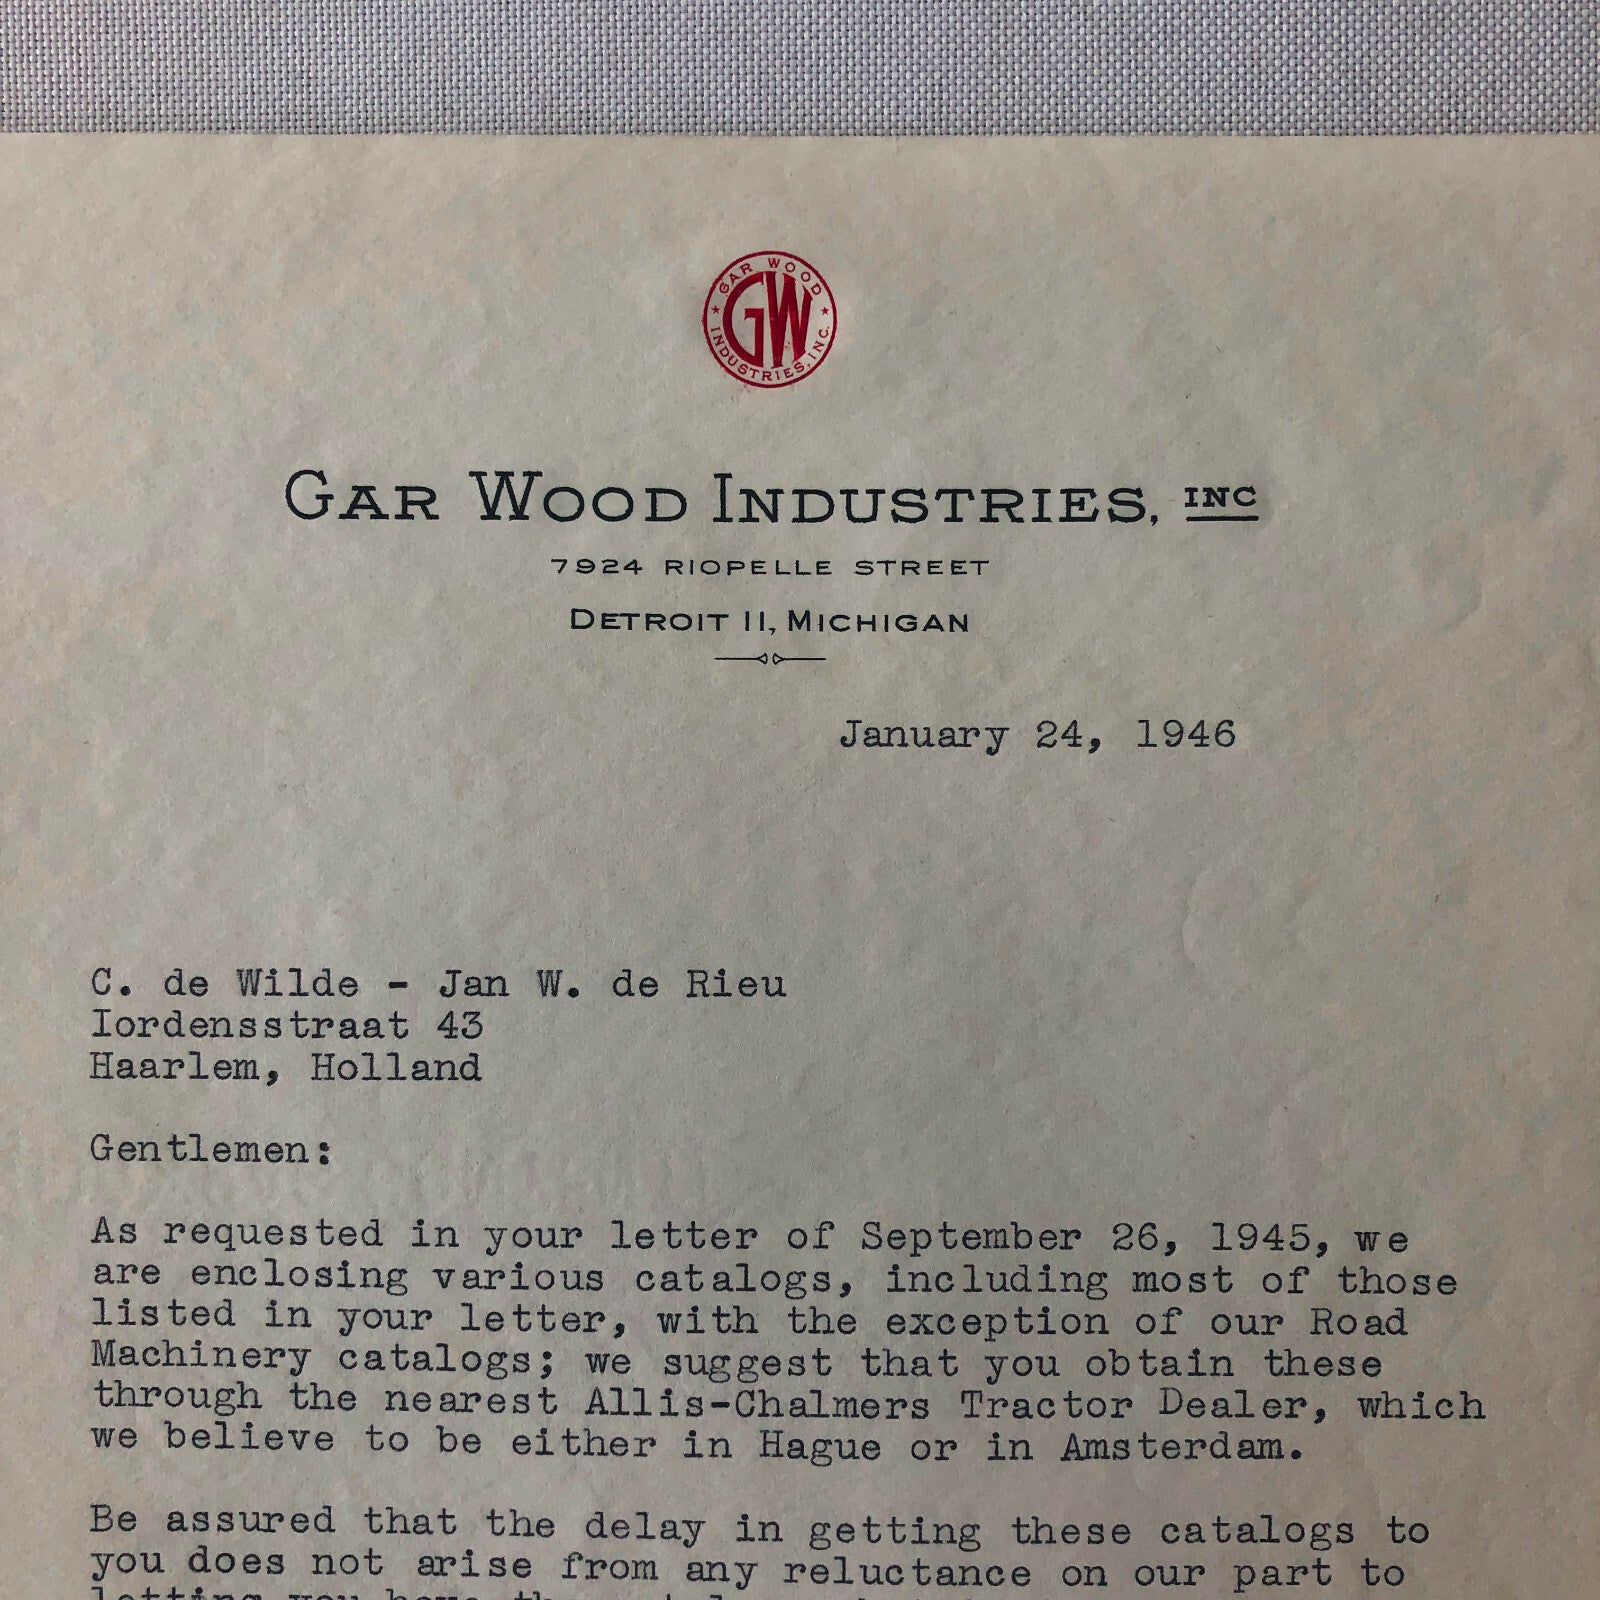 GAR WOOD
GW
INDUSTRIES, INC.
GAR WOOD INDUSTRIES, INC
7924 RIOPELLE STREET
DETROIT 11, MICHIGAN
January 24, 1946
C. de Wilde - Jan W. de Rieu
Iordensstraat 43
Haarlem, Holland
Gentlemen:
As requested in your letter of September 26, 1945, we
are enclosing various catalogs, including most of those
listed in your letter, with the exception of our Road
Machinery catalogs; we suggest that you obtain these
through the nearest Allis-Chalmers Tractor Dealer, which
we believe to be either in Hague or in Amsterdam.
Be assured that the delay in getting these catalogs to
you does not arise from any reluctance on our part to
letting you have